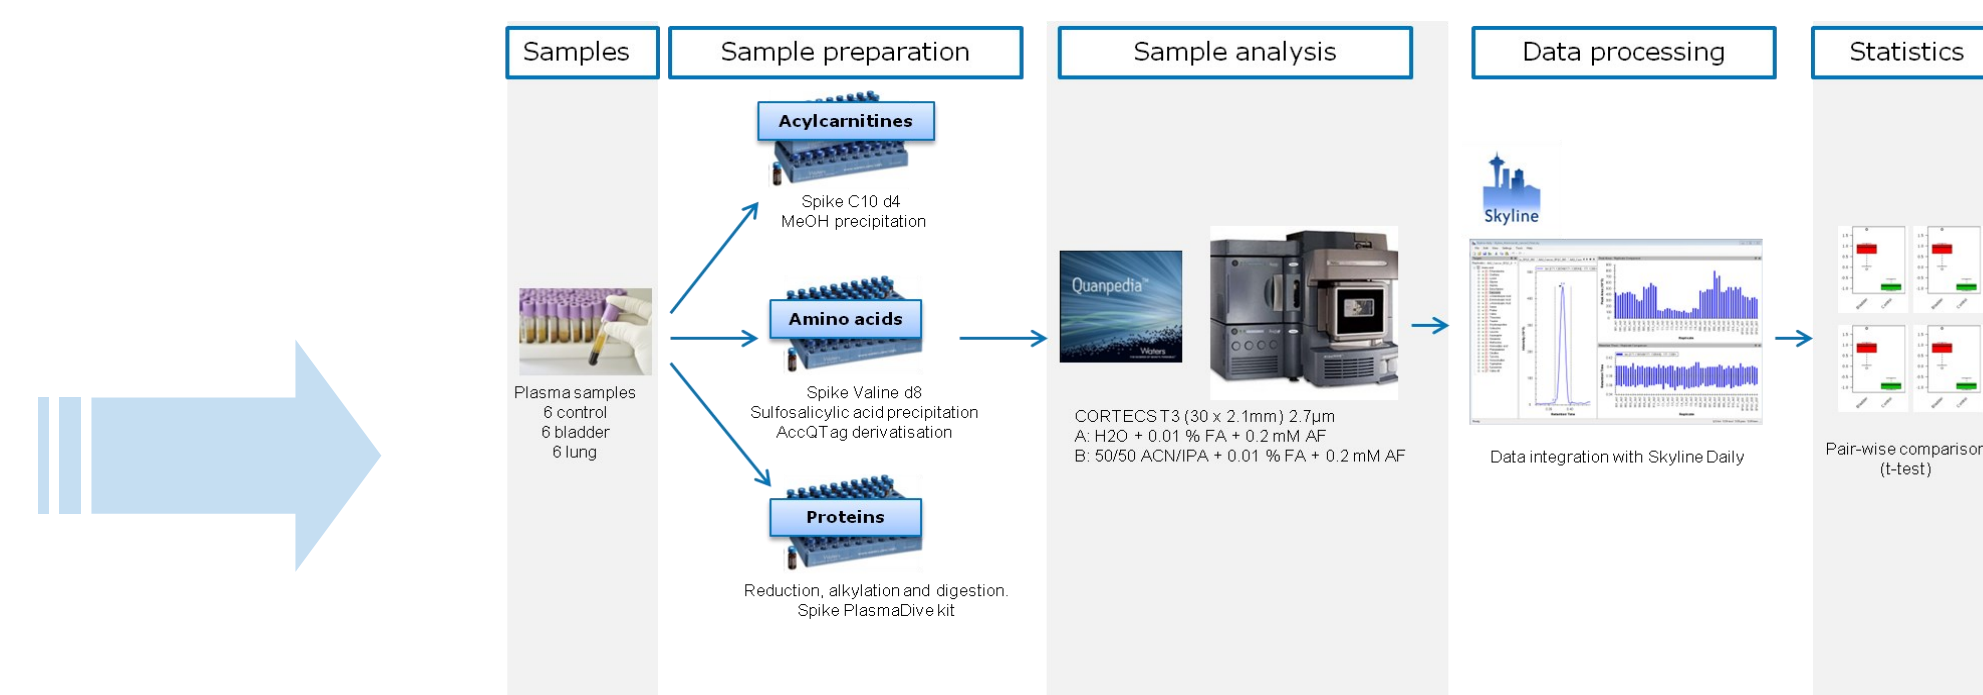 Samples
Sample preparation
Sample analysis
Data processing
Statistics
Acylcarnitines
Spike C10 d4
MeOH precipitation
Amino acids
Spike Valine d8
Sulfosalicylic acid precipitation
AccQTag derivatisation
Proteins
Reduction, alkylation and digestion.
Spike PlasmaDive kit
Plasma samples
6 control
6 bladder
6 lung
Quanpedia™
Waters
CORTECS T3 (30 x 2.1mm) 2.7µm
A: H2O + 0.01 % FA + 0.2 mM AF
B: 50/50 ACN/IPA + 0.01 % FA + 0.2 mM AF
Skyline
Data integration with Skyline Daily
Pair-wise comparison
(t-test)